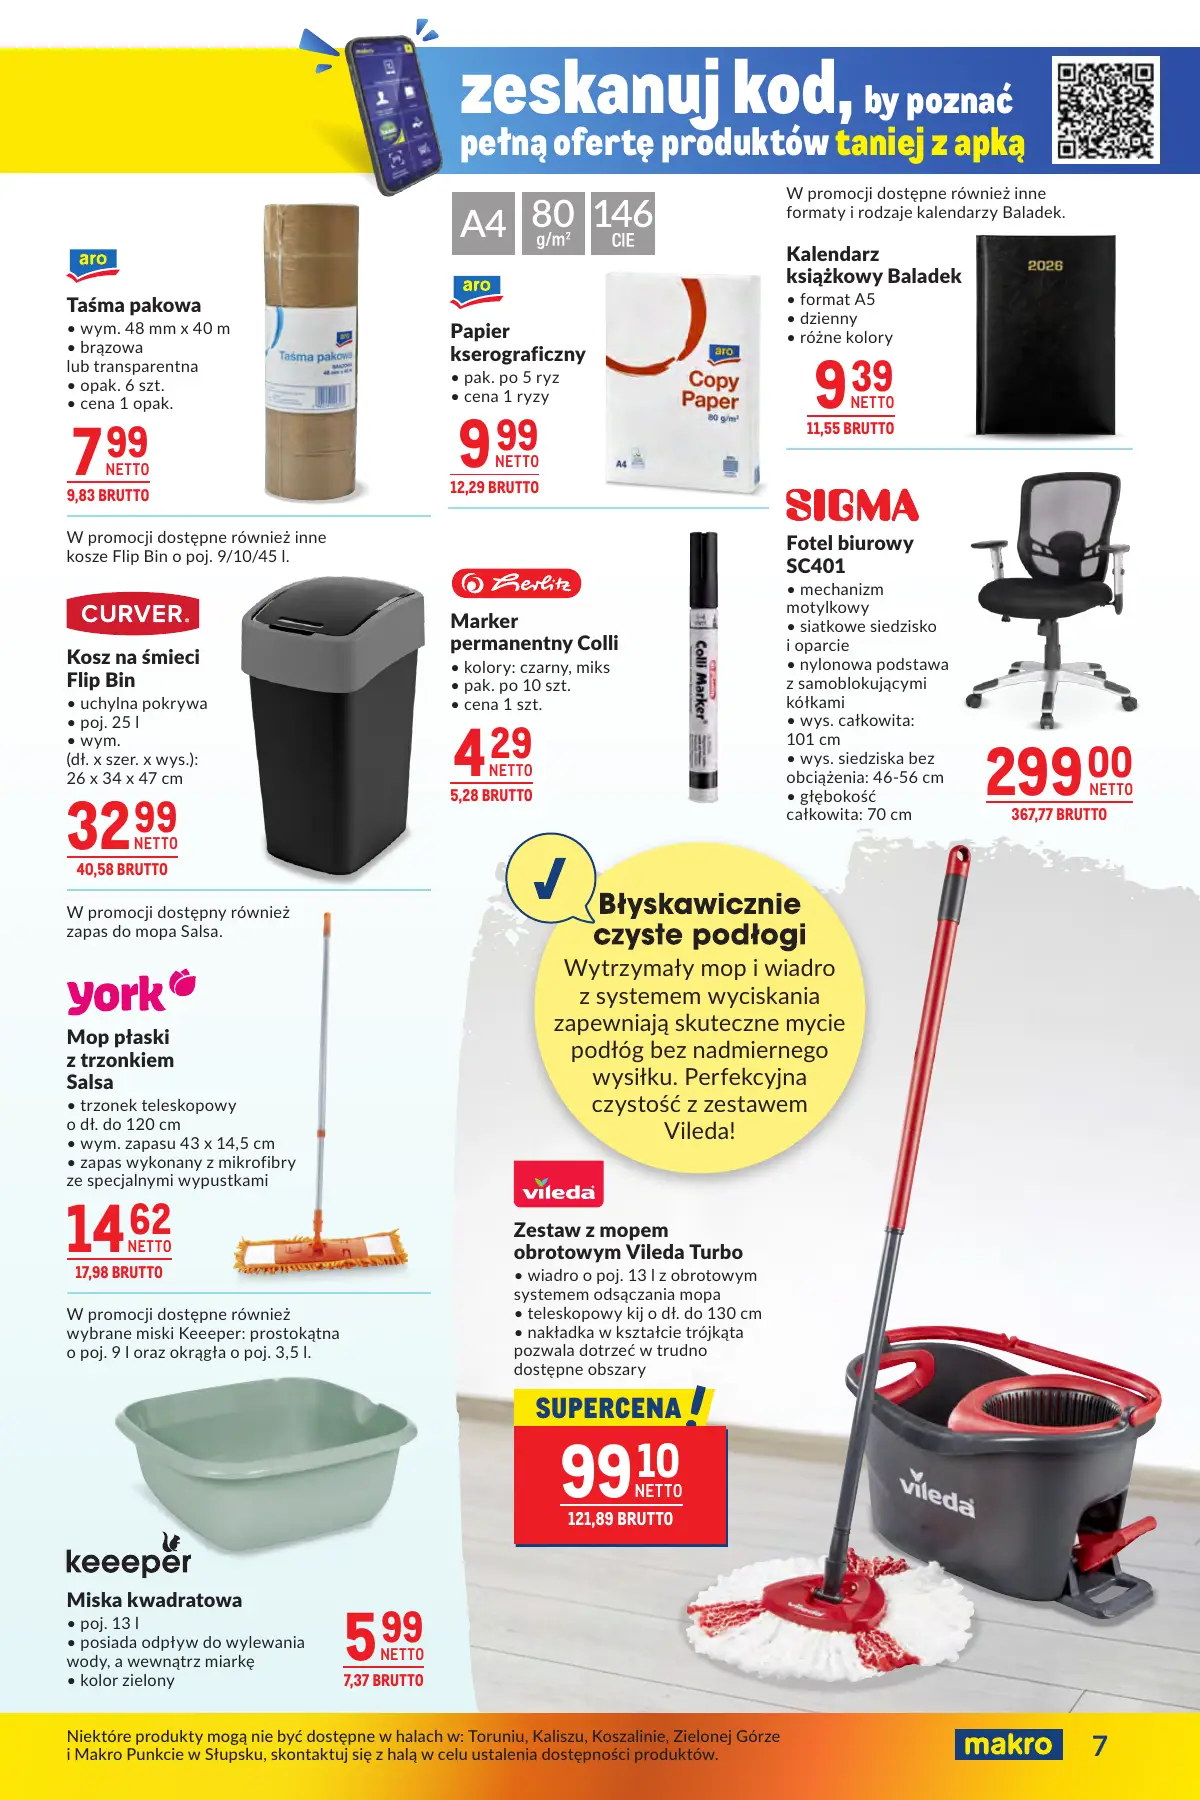 zeskanuj kod, by poznać
pełną ofertę produktów taniej z apką
makro
aro
Taśma pakowa
• wym. 48 mm x 40 m
• brązowa
lub transparentna
• opak. 6 szt.
• cena 1 opak.
7 99
NETTO
9,83 BRUTTO
aro
Taśma pakowa
BRĄZOWA
48 mm x 40 m
A4
80
g/m²
146
CIE
aro
Papier
kserograficzny
• pak. po 5 ryz
• cena 1 ryzy
9 99
NETTO
12,29 BRUTTO
aro
Copy
Paper
80 g/m²
A4
W promocji dostępne również inne
formaty i rodzaje kalendarzy Baladek.
Kalendarz
książkowy Baladek
• format A5
• dzienny
• różne kolory
9 39
NETTO
11,55 BRUTTO
2026
W promocji dostępne również inne
kosze Flip Bin o poj. 9/10/45 l.
CURVER®
Kosz na śmieci
Flip Bin
• uchylna pokrywa
• poj. 25 l
• wym.
(dł. x szer. x wys.):
26 x 34 x 47 cm
32 99
NETTO
40,58 BRUTTO
Herlitz
Marker
permanentny Colli
• kolory: czarny, miks
• pak. po 10 szt.
• cena 1 szt.
4 29
NETTO
5,28 BRUTTO
Colli Marker
SIGMA
Fotel biurowy
SC401
• mechanizm
motylkowy
• siatkowe siedzisko
i oparcie
• nylonowa podstawa
z samoblokującymi
kółkami
• wys. całkowita:
101 cm
• wys. siedziska bez
obciążenia: 46-56 cm
• głębokość
całkowita: 70 cm
299 00
NETTO
367,77 BRUTTO
W promocji dostępny również
zapas do mopa Salsa.
york
Mop płaski
z trzonkiem
Salsa
• trzonek teleskopowy
o dł. do 120 cm
• wym. zapasu 43 x 14,5 cm
• zapas wykonany z mikrofibry
ze specjalnymi wypustkami
14 62
NETTO
17,98 BRUTTO
Błyskawicznie
czyste podłogi
Wytrzymały mop i wiadro
z systemem wyciskania
zapewniają skuteczne mycie
podłóg bez nadmiernego
wysiłku. Perfekcyjna
czystość z zestawem
Vileda!
vileda
Zestaw z mopem
obrotowym Vileda Turbo
• wiadro o poj. 13 l z obrotowym
systemem odsączania mopa
• teleskopowy kij o dł. do 130 cm
• nakładka w kształcie trójkąta
pozwala dotrzeć w trudno
dostępne obszary
SUPERCENA!
99 10
NETTO
121,89 BRUTTO
vileda
vileda
W promocji dostępne również
wybrane miski Keeeper: prostokątna
o poj. 9 l oraz okrągła o poj. 3,5 l.
keeeper
Miska kwadratowa
• poj. 13 l
• posiada odpływ do wylewania
wody, a wewnątrz miarkę
• kolor zielony
5 99
NETTO
7,37 BRUTTO
Niektóre produkty mogą nie być dostępne w halach w: Toruniu, Kaliszu, Koszalinie, Zielonej Górze
i Makro Punkcie w Słupsku, skontaktuj się z halą w celu ustalenia dostępności produktów.
makro
7